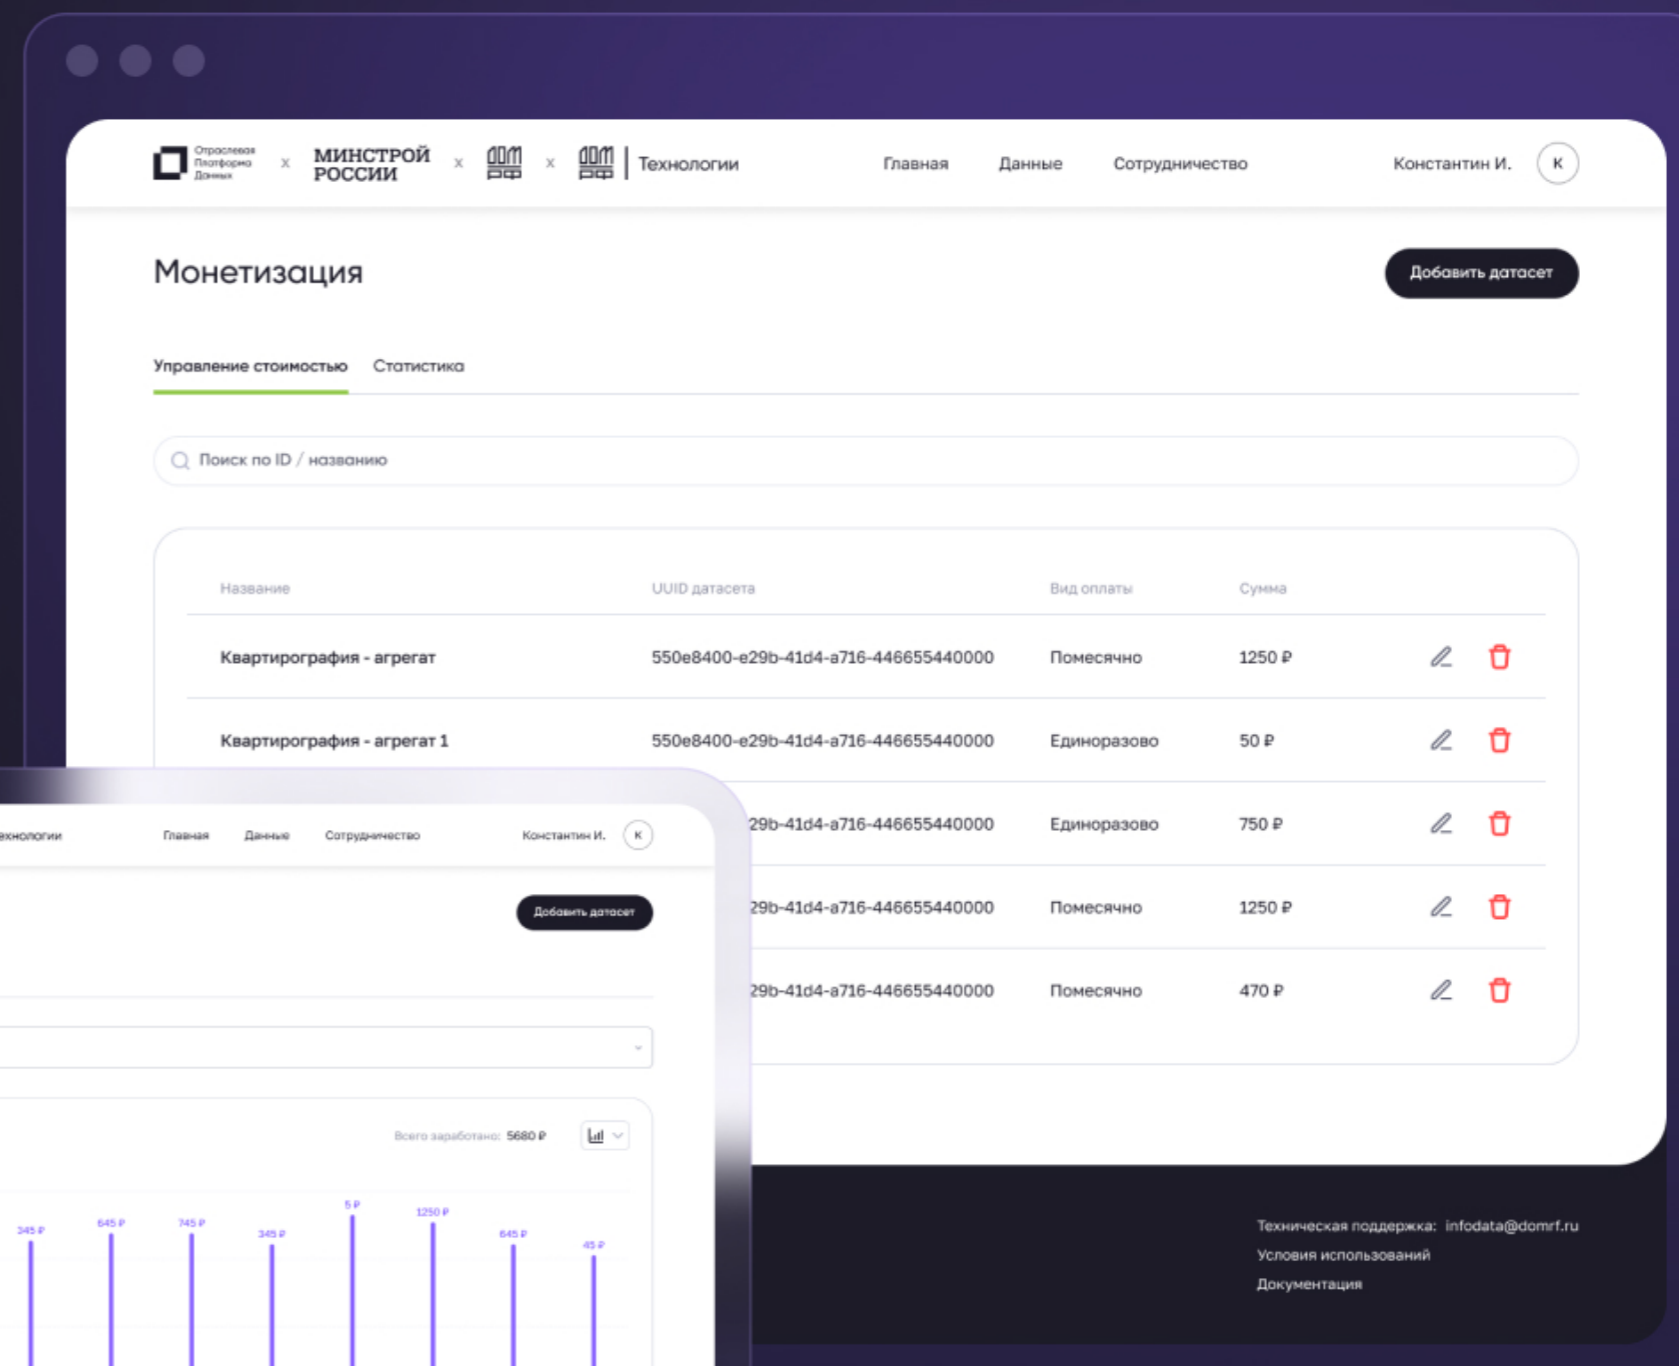 Отраслевая
Платформа
Данных
x
МИНСТРОЙ
РОССИИ
x
ДОМ
РФ
x
ДОМ
РФ
Технологии
Главная
Данные
Сотрудничество
Константин И.
К
Монетизация
Добавить датасет
Управление стоимостью
Статистика
Поиск по ID / названию
Название
UUID датасета
Вид оплаты
Сумма
Квартирография - агрегат
550e8400-e29b-41d4-a716-446655440000
Помесячно
1250 ₽
Квартирография - агрегат 1
550e8400-e29b-41d4-a716-446655440000
Единоразово
50 ₽
29b-41d4-a716-446655440000
Единоразово
750 ₽
29b-41d4-a716-446655440000
Помесячно
1250 ₽
29b-41d4-a716-446655440000
Помесячно
470 ₽
ехнологии
Главная
Данные
Сотрудничество
Константин И.
К
Добавить датасет
Всего заработано: 5680 ₽
345 ₽
645 ₽
745 ₽
345 ₽
5 ₽
1250 ₽
645 ₽
45 ₽
Техническая поддержка: infodata@domrf.ru
Условия использований
Документация